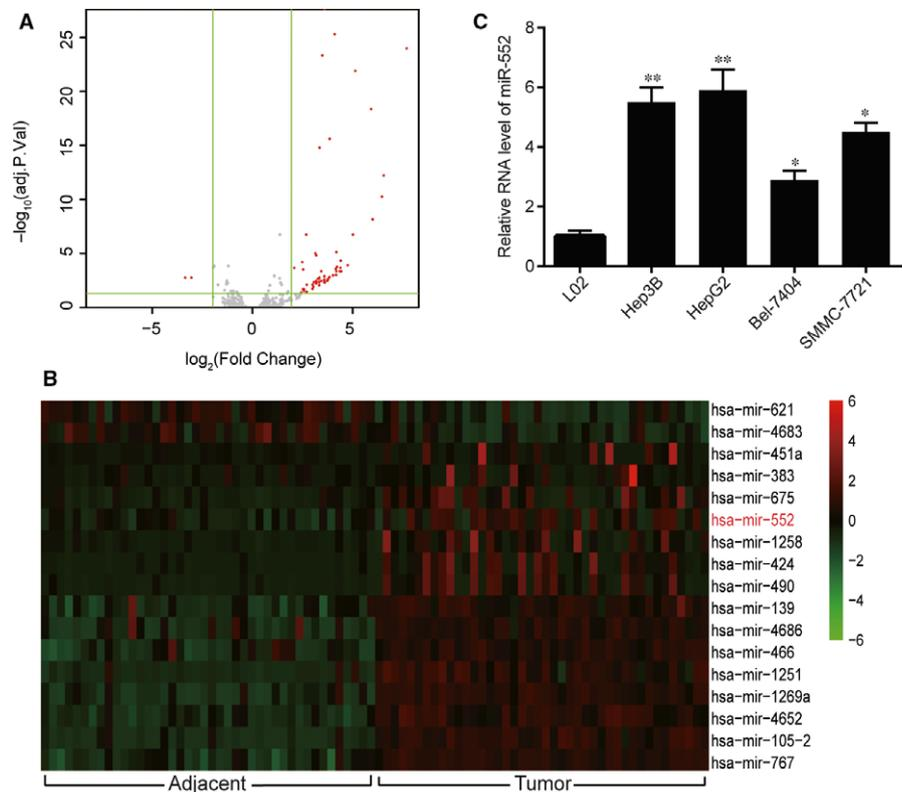 A
25
20
15
10
5
0
−log10(adj.P.Val)
−5
0
5
log2(Fold Change)
C
8
6
4
2
0
Relative RNA level of miR-552
**
**
*
*
L02
Hep3B
HepG2
Bel-7404
SMMC-7721
B
hsa−mir−621
hsa−mir−4683
hsa−mir−451a
hsa−mir−383
hsa−mir−675
hsa−mir−552
hsa−mir−1258
hsa−mir−424
hsa−mir−490
hsa−mir−139
hsa−mir−4686
hsa−mir−466
hsa−mir−1251
hsa−mir−1269a
hsa−mir−4652
hsa−mir−105−2
hsa−mir−767
6
4
2
0
−2
−4
−6
Adjacent
Tumor